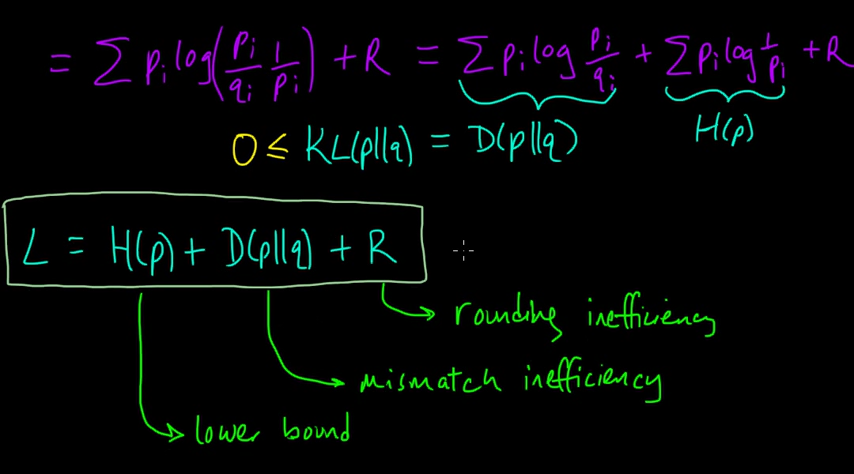 = ∑ pᵢ log(pᵢ/qᵢ 1/pᵢ) + R = ∑ pᵢ log pᵢ/qᵢ + ∑ pᵢ log 1/pᵢ + R
0 ≤ KL(p||q) = D(p||q) H(p)
L = H(p) + D(p||q) + R
rounding inefficiency
mismatch inefficiency
lower bound